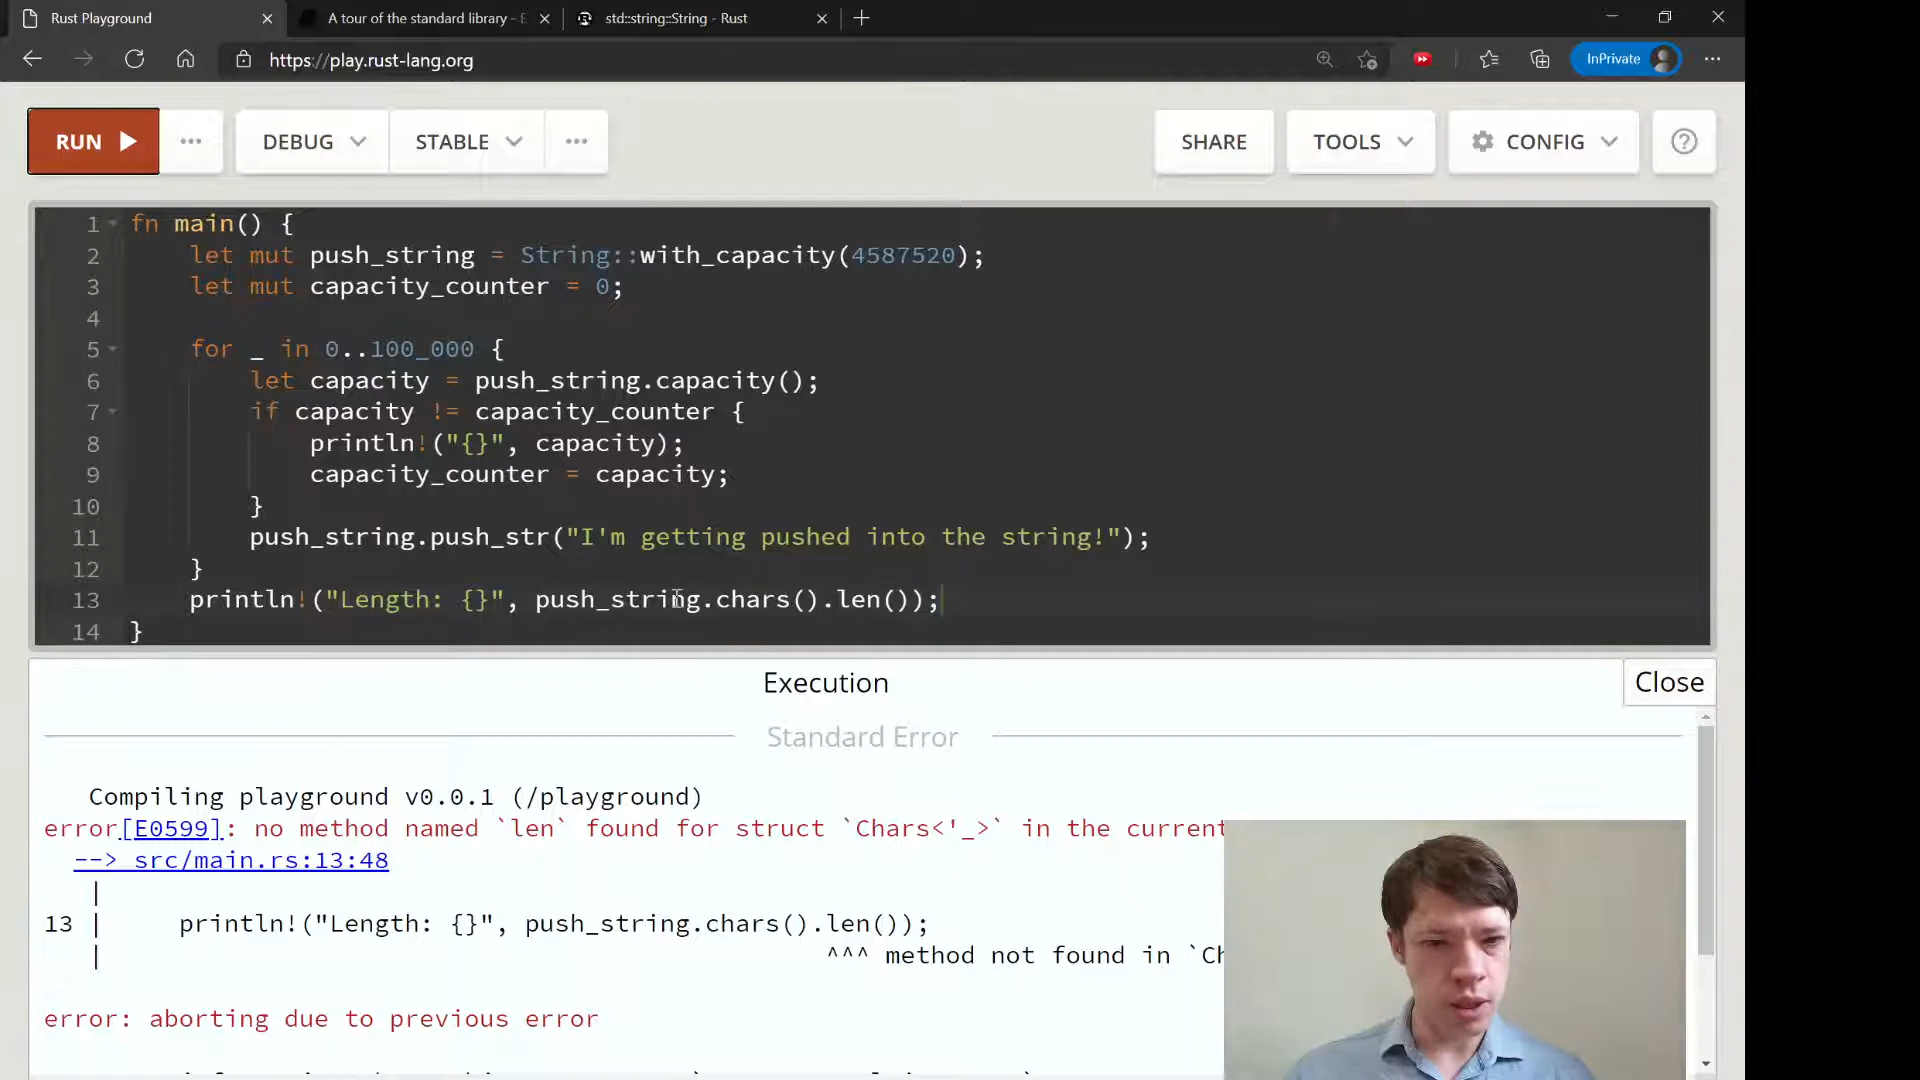 Rust Playground
A tour of the standard library - E
std::string::String - Rust
https://play.rust-lang.org
InPrivate
RUN
DEBUG
STABLE
SHARE
TOOLS
CONFIG
1 fn main() {
2 let mut push_string = String::with_capacity(4587520);
3 let mut capacity_counter = 0;
4
5 for _ in 0..100_000 {
6 let capacity = push_string.capacity();
7 if capacity != capacity_counter {
8 println!("{}", capacity);
9 capacity_counter = capacity;
10 }
11 push_string.push_str("I'm getting pushed into the string!");
12 }
13 println!("Length: {}", push_string.chars().len());
14 }
Execution
Close
Standard Error
Compiling playground v0.0.1 (/playground)
error[E0599]: no method named `len` found for struct `Chars<'_>` in the current
--> src/main.rs:13:48
|
13 | println!("Length: {}", push_string.chars().len());
| ^^^ method not found in `Ch
error: aborting due to previous error